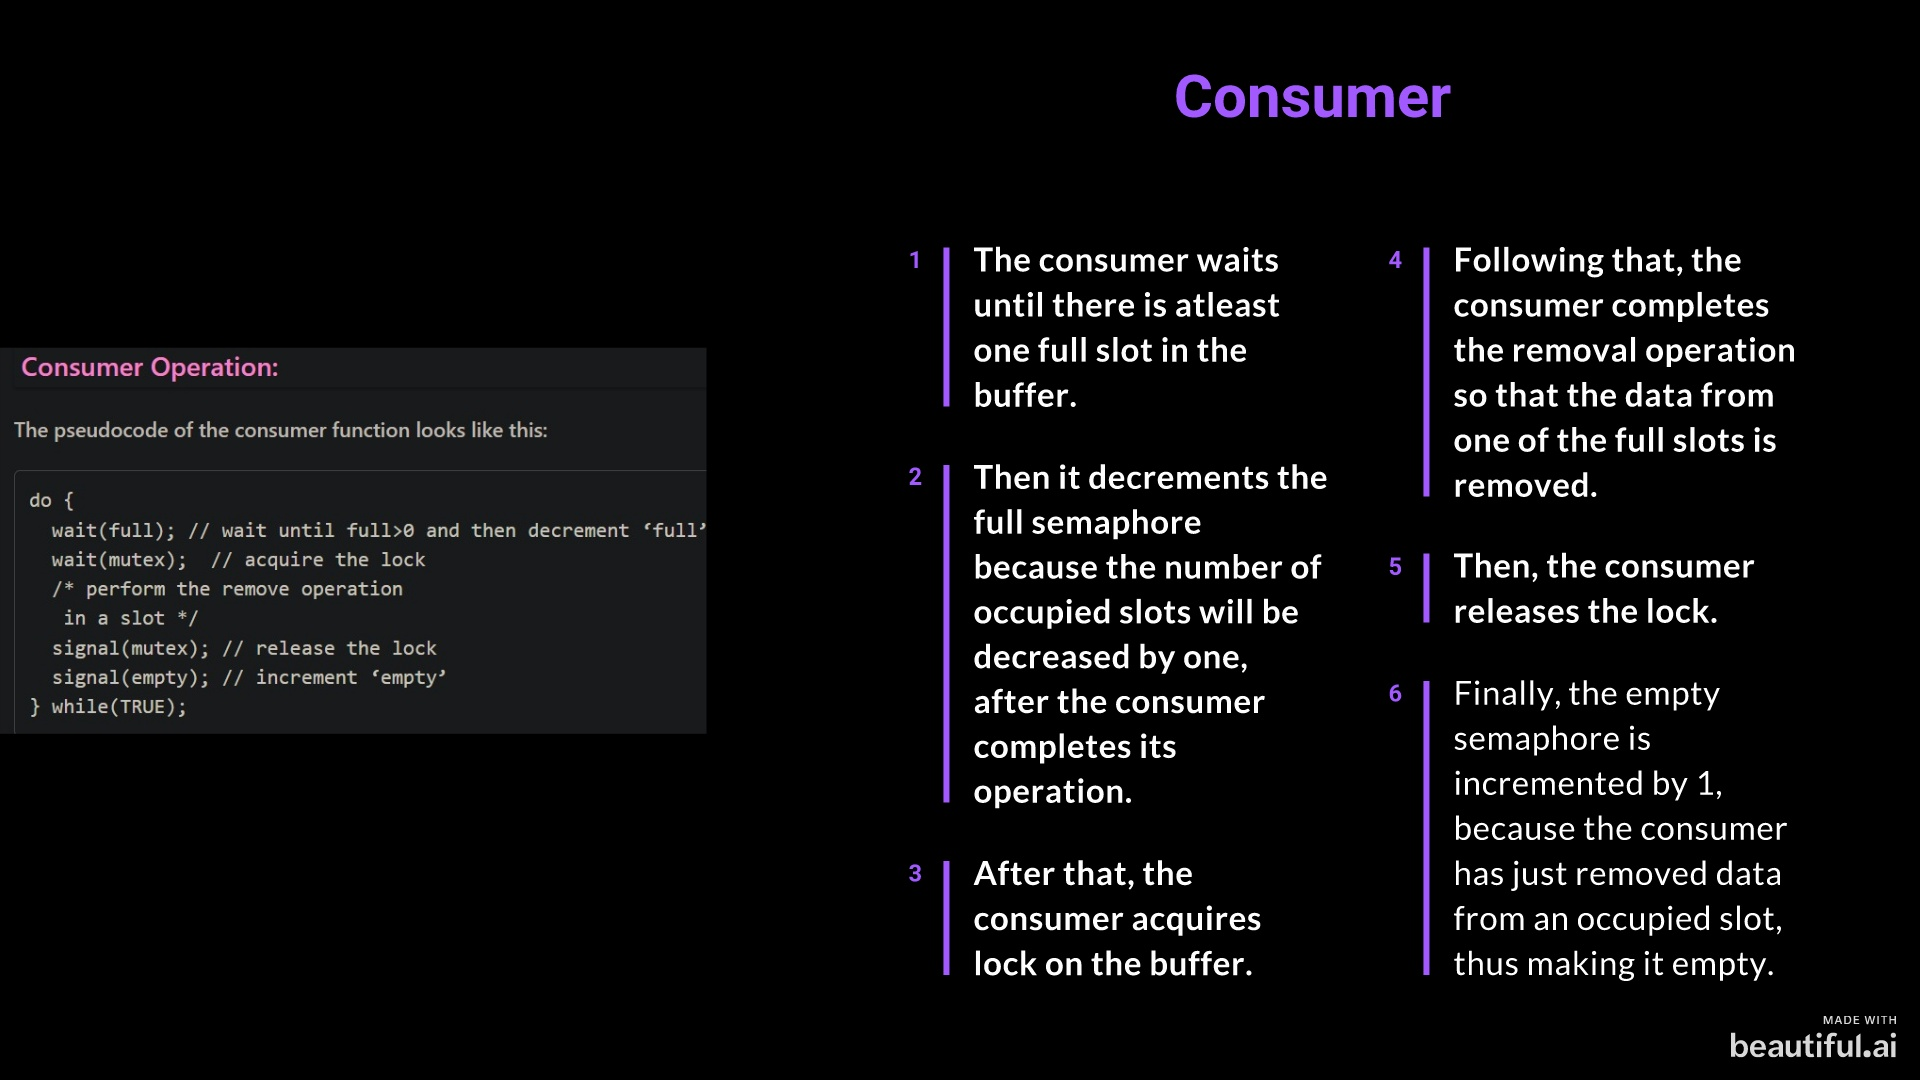 Consumer
Consumer Operation:
The pseudocode of the consumer function looks like this:
do {
wait(full); // wait until full>0 and then decrement ‘full’
wait(mutex); // acquire the lock
/* perform the remove operation
in a slot */
signal(mutex); // release the lock
signal(empty); // increment ‘empty’
} while(TRUE);
1
The consumer waits
until there is atleast
one full slot in the
buffer.
2
Then it decrements the
full semaphore
because the number of
occupied slots will be
decreased by one,
after the consumer
completes its
operation.
3
After that, the
consumer acquires
lock on the buffer.
4
Following that, the
consumer completes
the removal operation
so that the data from
one of the full slots is
removed.
5
Then, the consumer
releases the lock.
6
Finally, the empty
semaphore is
incremented by 1,
because the consumer
has just removed data
from an occupied slot,
thus making it empty.
MADE WITH
beautiful.ai